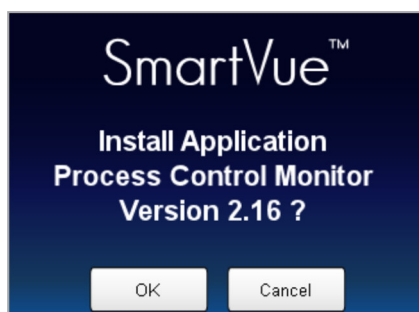 SmartVue™
Install Application
Process Control Monitor
Version 2.16 ?
OK Cancel